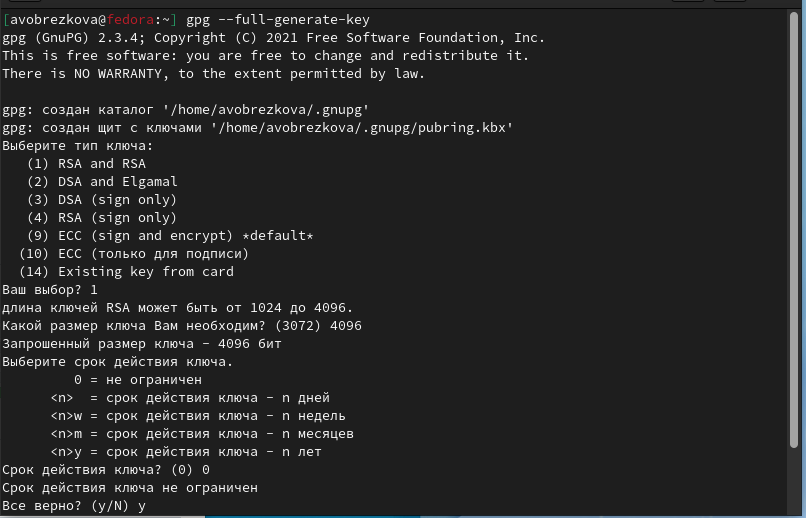 [avobrezkova@fedora:~] gpg --full-generate-key
gpg (GnuPG) 2.3.4; Copyright (C) 2021 Free Software Foundation, Inc.
This is free software: you are free to change and redistribute it.
There is NO WARRANTY, to the extent permitted by law.
gpg: создан каталог '/home/avobrezkova/.gnupg'
gpg: создан щит с ключами '/home/avobrezkova/.gnupg/pubring.kbx'
Выберите тип ключа:
(1) RSA and RSA
(2) DSA and Elgamal
(3) DSA (sign only)
(4) RSA (sign only)
(9) ECC (sign and encrypt) *default*
(10) ECC (только для подписи)
(14) Existing key from card
Ваш выбор? 1
длина ключей RSA может быть от 1024 до 4096.
Какой размер ключа Вам необходим? (3072) 4096
Запрошенный размер ключа - 4096 бит
Выберите срок действия ключа.
0 = не ограничен
<n>  = срок действия ключа - n дней
<n>w = срок действия ключа - n недель
<n>m = срок действия ключа - n месяцев
<n>y = срок действия ключа - n лет
Срок действия ключа? (0) 0
Срок действия ключа не ограничен
Все верно? (y/N) y